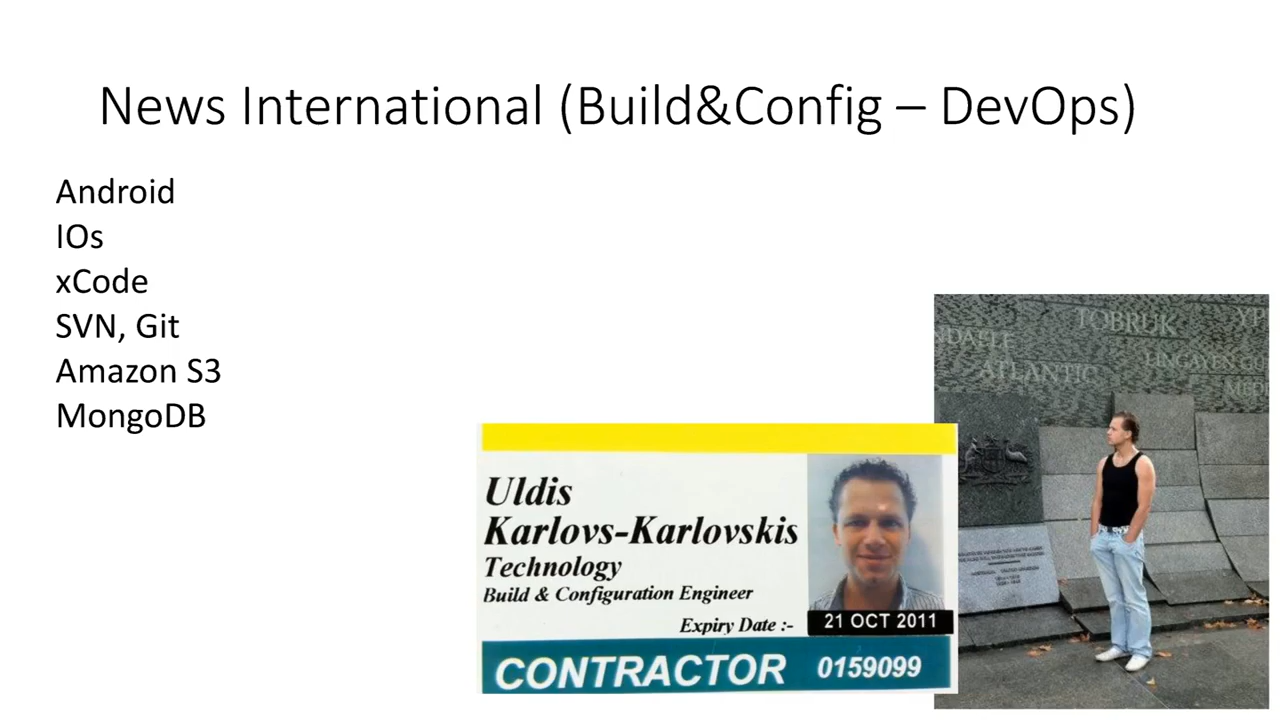 News International (Build&Config – DevOps)
Android
IOs
xCode
SVN, Git
Amazon S3
MongoDB
Uldis
Karlovs-Karlovskis
Technology
Build & Configuration Engineer
Expiry Date :-
21 OCT 2011
CONTRACTOR 0159099
TOBRUK
ATLANTIC